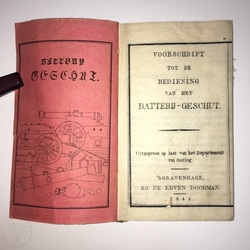 BATTERIJ
GESCHUT.
VOORSCHRIFT
TOT DE
BEDIENING
VAN HET
BATTERIJ-GESCHUT.
Uitgegeven op last van het Departement
van Oorlog.
'SGRAVENHAGE,
BIJ DE ERVEN DOORMAN.
1844.